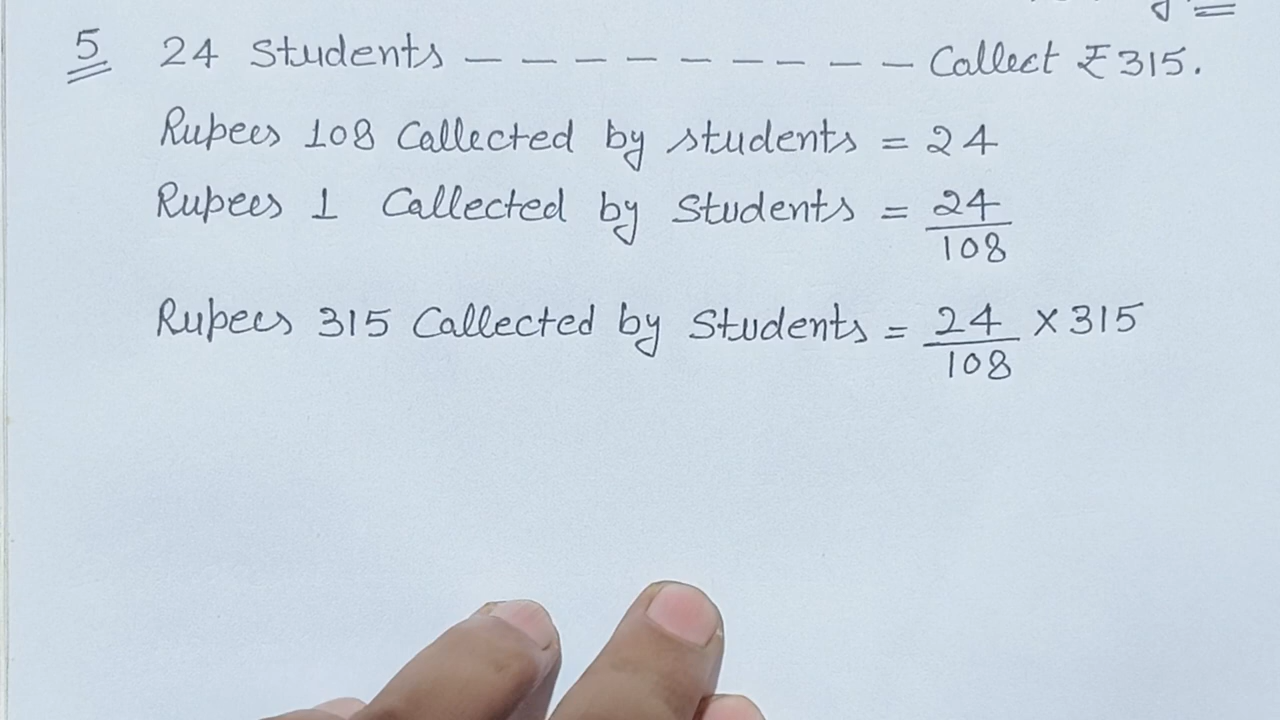 5 24 Students - - - - - - - - - - Callect ₹315.
Rupees 108 Callected by students = 24
Rupees 1 Callected by Students = 24/108
Rupees 315 Callected by Students = 24/108 × 315